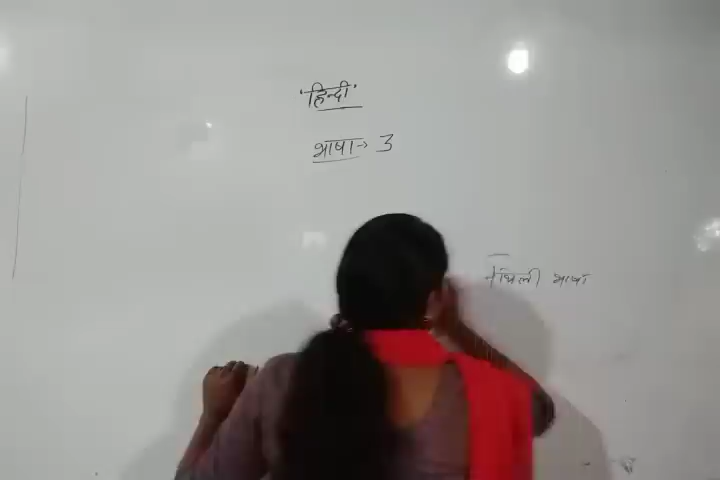 'हिन्दी'
भाषा → 3
मैथिली भाषा